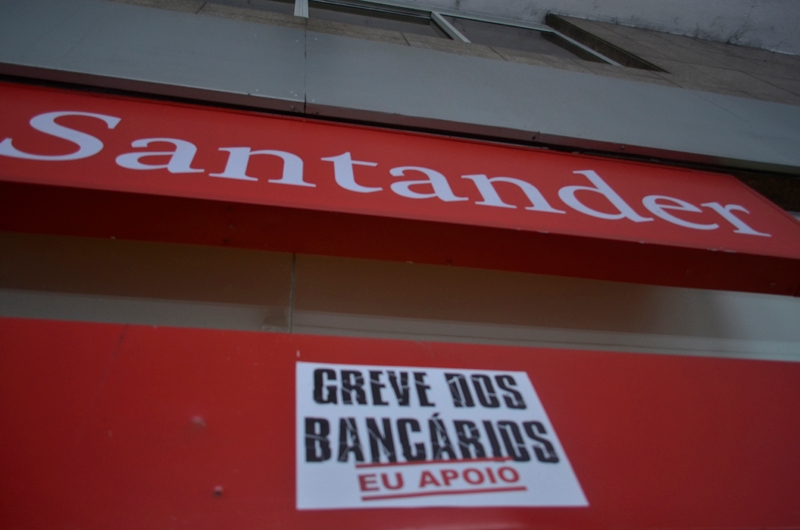 Santander
GREVE DOS
BANCÁRIOS
EU APOIO